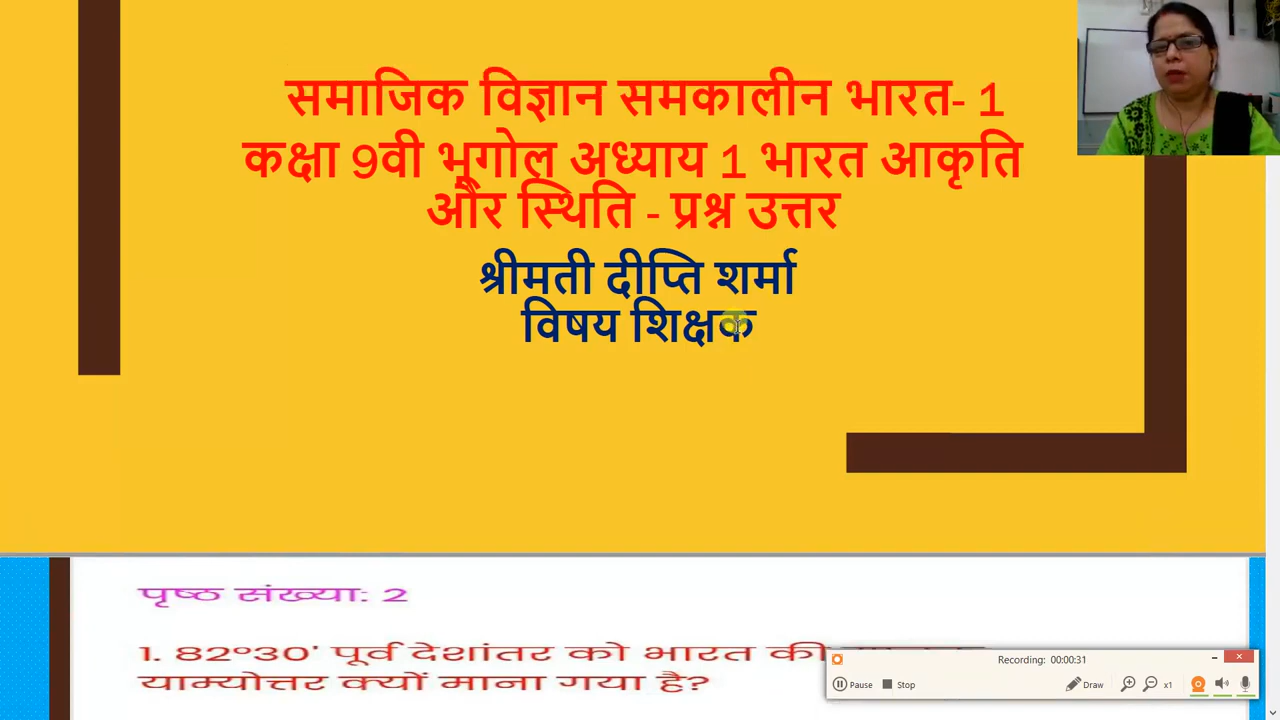 समाजिक विज्ञान समकालीन भारत- 1
कक्षा 9वी भूगोल अध्याय 1 भारत आकृति
और स्थिति - प्रश्न उत्तर
श्रीमती दीप्ति शर्मा
विषय शिक्षक
पृष्ठ संख्या: 2
1. 82°30' पूर्व देशांतर को भारत की
याम्योत्तर क्यों माना गया है?
Recording: 00:00:31
Pause Stop Draw x1